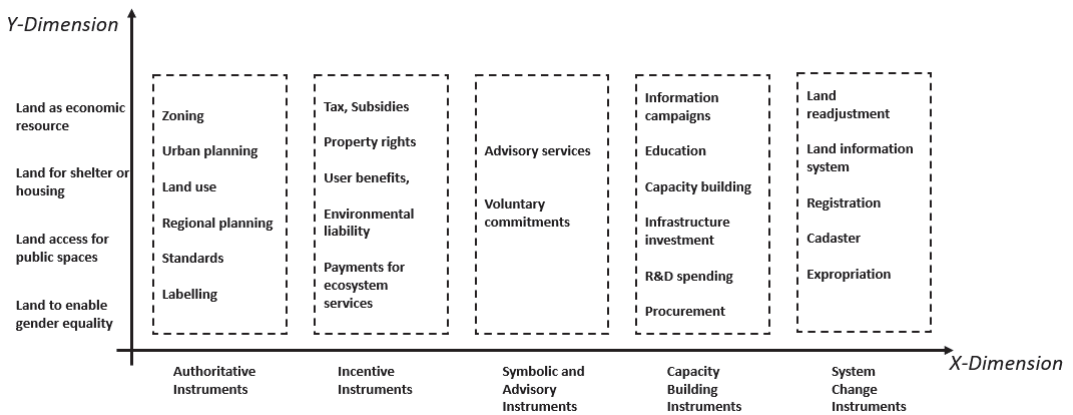 Y-Dimension
Land as economic
resource
Land for shelter or
housing
Land access for
public spaces
Land to enable
gender equality
Zoning
Urban planning
Land use
Regional planning
Standards
Labelling
Tax, Subsidies
Property rights
User benefits,
Environmental
liability
Payments for
ecosystem
services
Advisory services
Voluntary
commitments
Information
campaigns
Education
Capacity building
Infrastructure
investment
R&D spending
Procurement
Land
readjustment
Land information
system
Registration
Cadaster
Expropriation
X-Dimension
Authoritative
Instruments
Incentive
Instruments
Symbolic and
Advisory
Instruments
Capacity
Building
Instruments
System
Change
Instruments